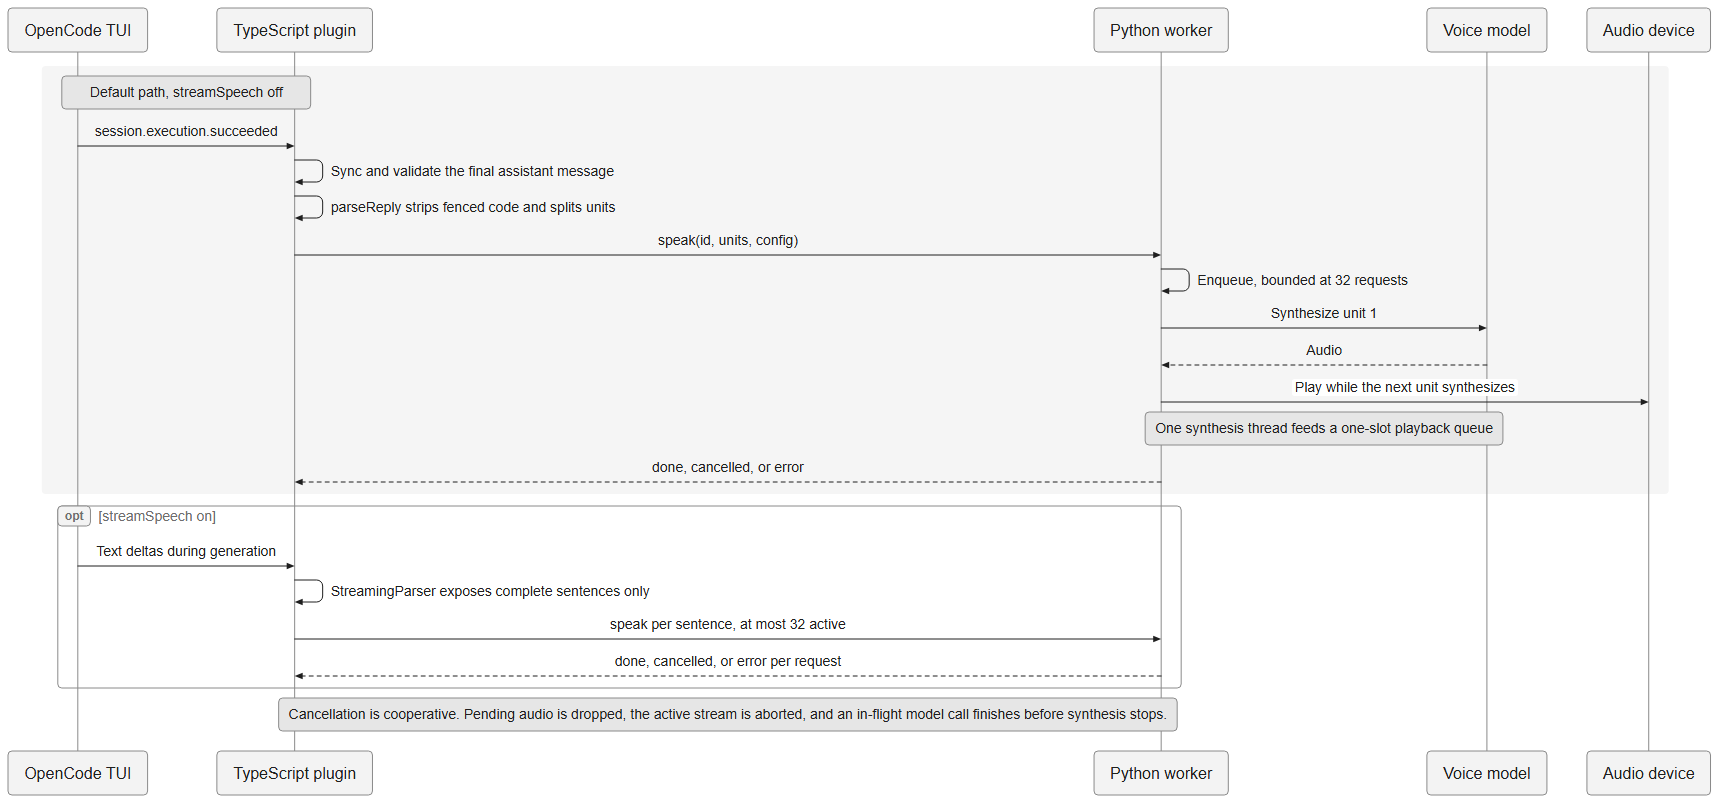 OpenCode TUI
TypeScript plugin
Python worker
Voice model
Audio device
Default path, streamSpeech off
session.execution.succeeded
Sync and validate the final assistant message
parseReply strips fenced code and splits units
speak(id, units, config)
Enqueue, bounded at 32 requests
Synthesize unit 1
Audio
Play while the next unit synthesizes
One synthesis thread feeds a one-slot playback queue
done, cancelled, or error
opt [streamSpeech on]
Text deltas during generation
StreamingParser exposes complete sentences only
speak per sentence, at most 32 active
done, cancelled, or error per request
Cancellation is cooperative. Pending audio is dropped, the active stream is aborted, and an in-flight model call finishes before synthesis stops.
OpenCode TUI
TypeScript plugin
Python worker
Voice model
Audio device